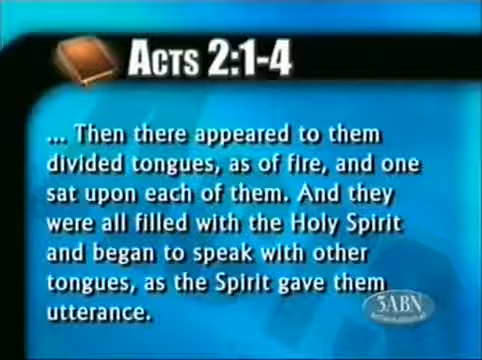 Acts 2:1-4
... Then there appeared to them
divided tongues, as of fire, and one
sat upon each of them. And they
were all filled with the Holy Spirit
and began to speak with other
tongues, as the Spirit gave them
utterance.
3ABN